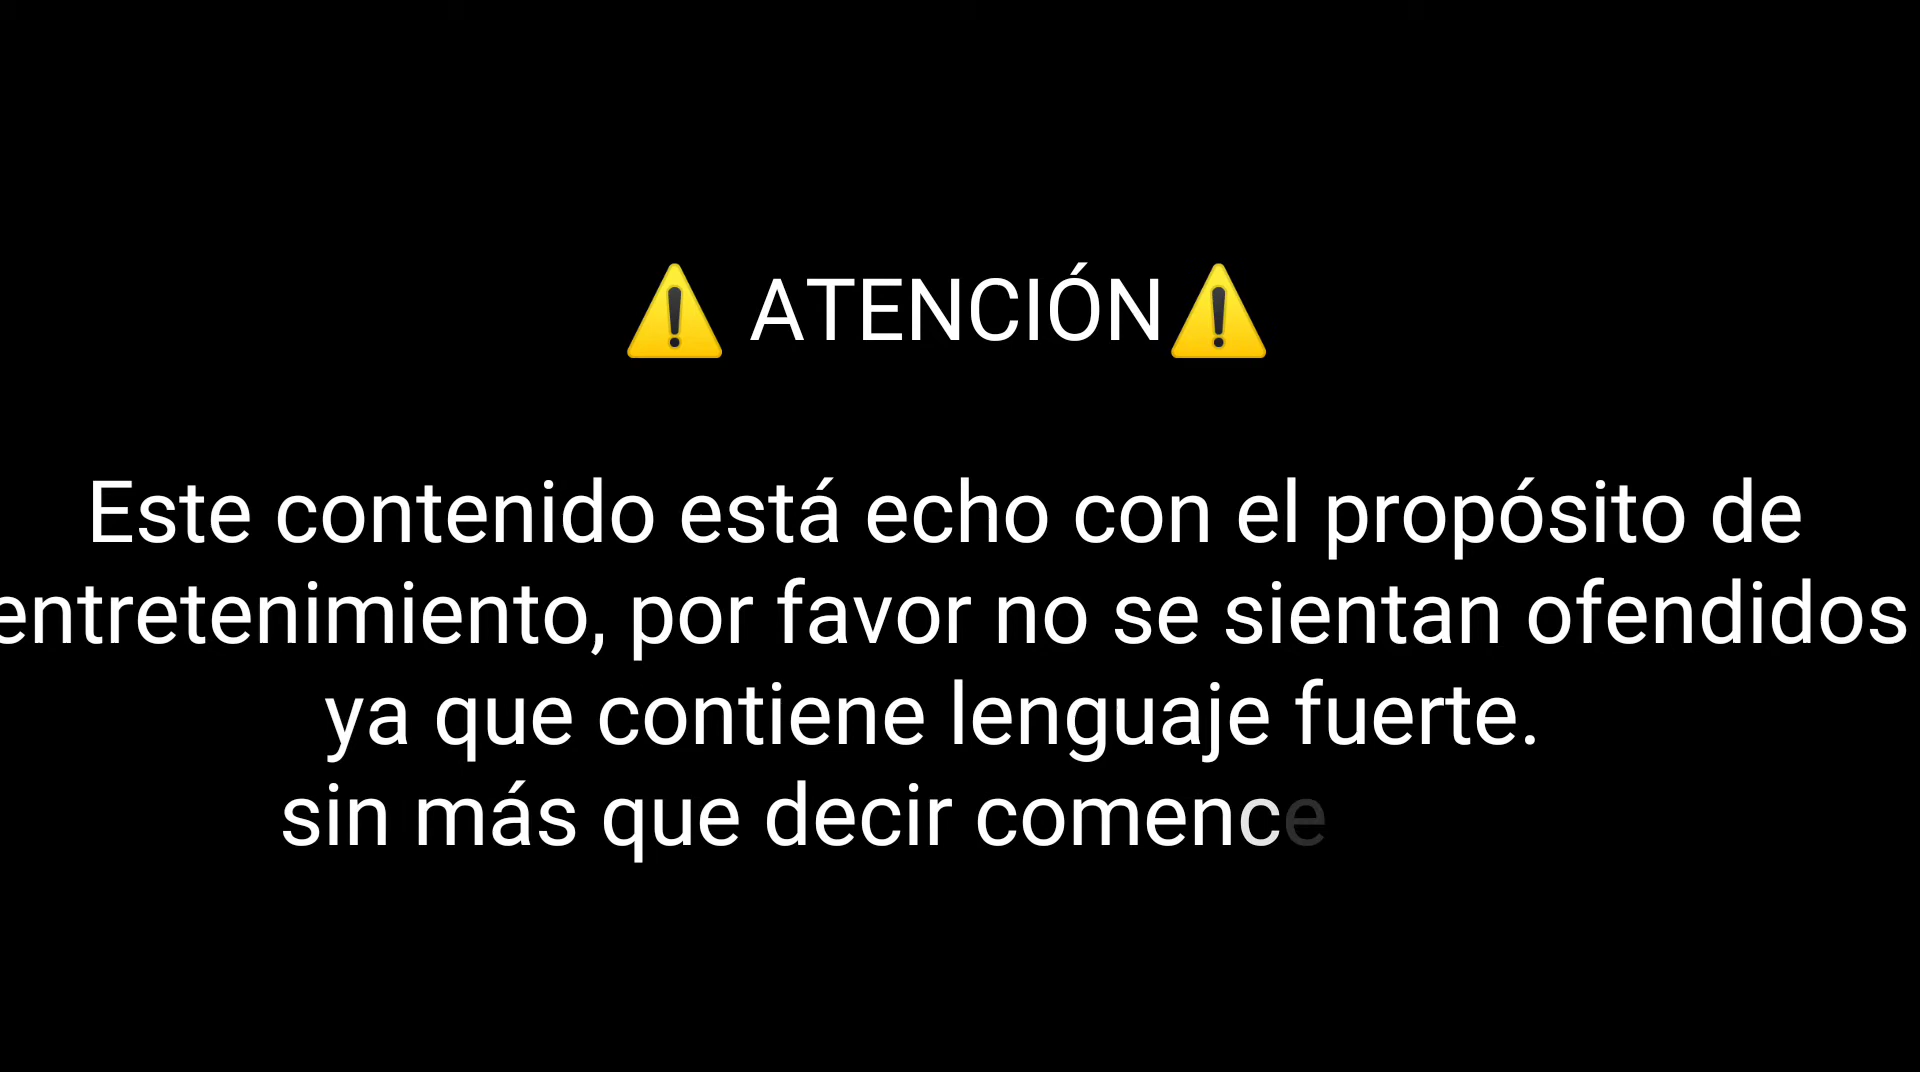 ⚠️ ATENCIÓN⚠️
Este contenido está echo con el propósito de
entretenimiento, por favor no se sientan ofendidos
ya que contiene lenguaje fuerte.
sin más que decir comence